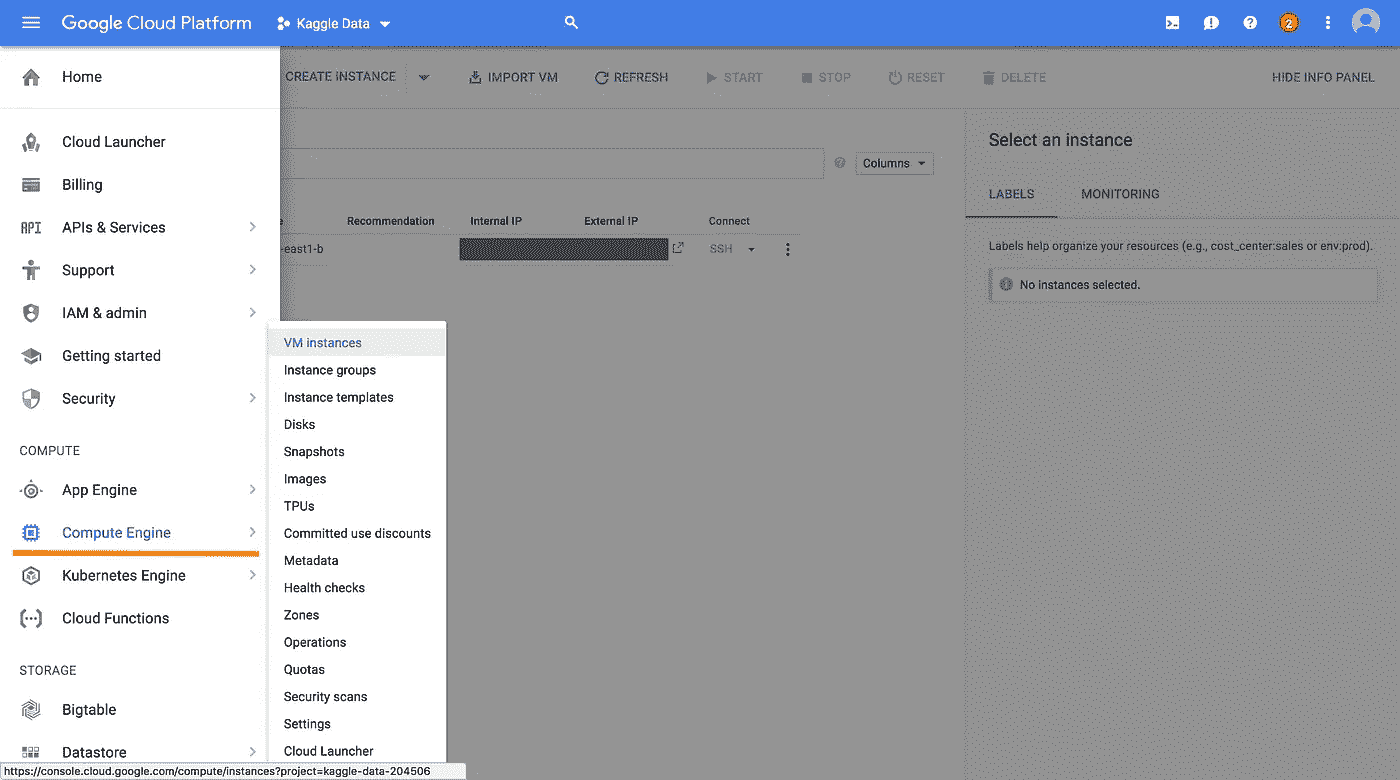 Google Cloud Platform Kaggle Data 2
Home
CREATE INSTANCE IMPORT VM REFRESH START STOP RESET DELETE HIDE INFO PANEL
Cloud Launcher
Billing
API APIs & Services
Support
IAM & admin
Getting started
Security
COMPUTE
App Engine
Compute Engine
Kubernetes Engine
Cloud Functions
STORAGE
Bigtable
Datastore
VM instances
Instance groups
Instance templates
Disks
Snapshots
Images
TPUs
Committed use discounts
Metadata
Health checks
Zones
Operations
Quotas
Security scans
Settings
Cloud Launcher
Columns
Recommendation Internal IP External IP Connect
-east1-b SSH
Select an instance
LABELS MONITORING
Labels help organize your resources (e.g., cost_center:sales or env:prod).
No instances selected.
https://console.cloud.google.com/compute/instances?project=kaggle-data-204506